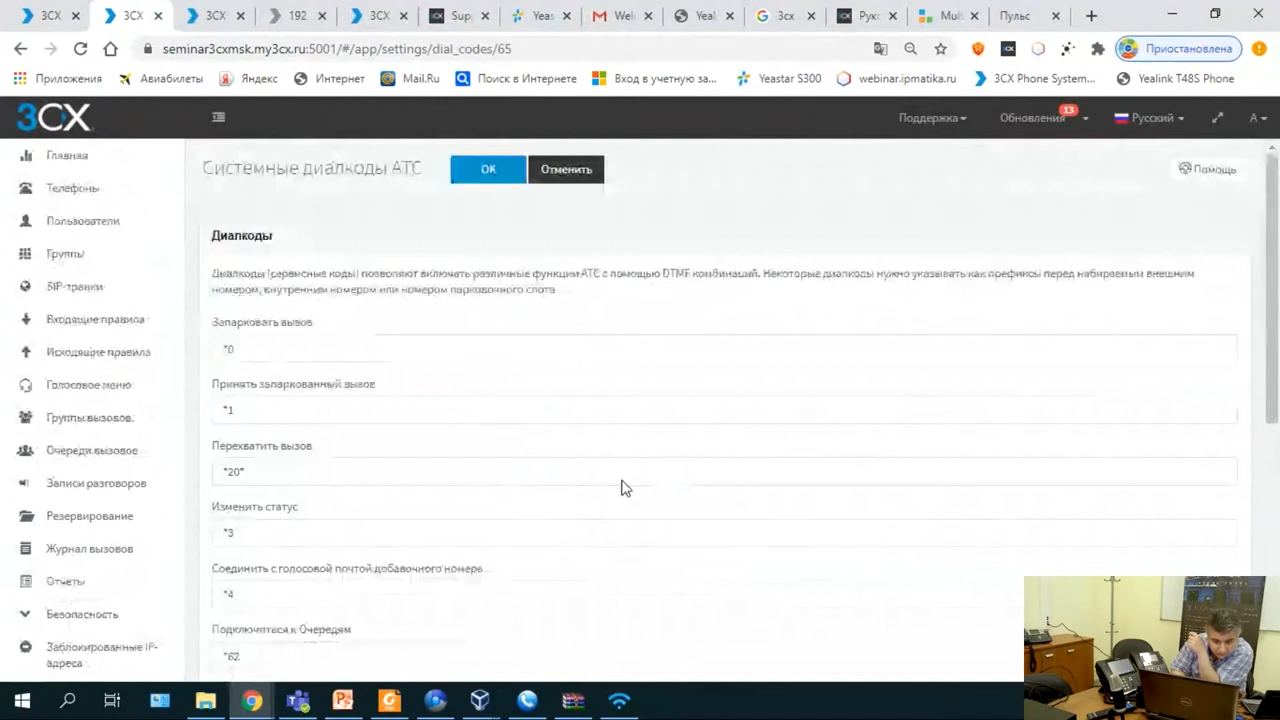 3CX
3CX
3CX
192
3CX
Sup
Yeas
Wel
Yeal
3cx
Рукс
Mul
Пульс
seminar3cxmsk.my3cx.ru:5001/#/app/settings/dial_codes/65
Приостановлена
Приложения
Авиабилеты
Яндекс
Интернет
Mail.Ru
Поиск в Интернете
Вход в учетную за...
Yeastar S300
webinar.ipmatika.ru
3CX Phone System...
Yealink T48S Phone
3CX
Поддержка
Обновления
13
Русский
A
Главная
Телефоны
Пользователи
Группы
SIP-транки
Входящие правила
Исходящие правила
Голосовое меню
Группы вызовов
Очереди вызовов
Записи разговоров
Резервирование
Журнал вызовов
Отчеты
Безопасность
Заблокированные IP-
адреса
Системные диалкоды АТС
OK
Отменить
Помощь
Диалкоды
Диалкоды (сервисные коды) позволяют включать различные функции АТС с помощью DTMF комбинаций. Некоторые диалкоды нужно указывать как префиксы перед набираемым внешним
номером, внутренним номером или номером парковочного слота
Запарковать вызов
*0
Принять запаркованный вызов
*1
Перехватить вызов
*20*
Изменить статус
*3
Соединить с голосовой почтой добавочного номера...
*4
Подключиться к Очередям
*62